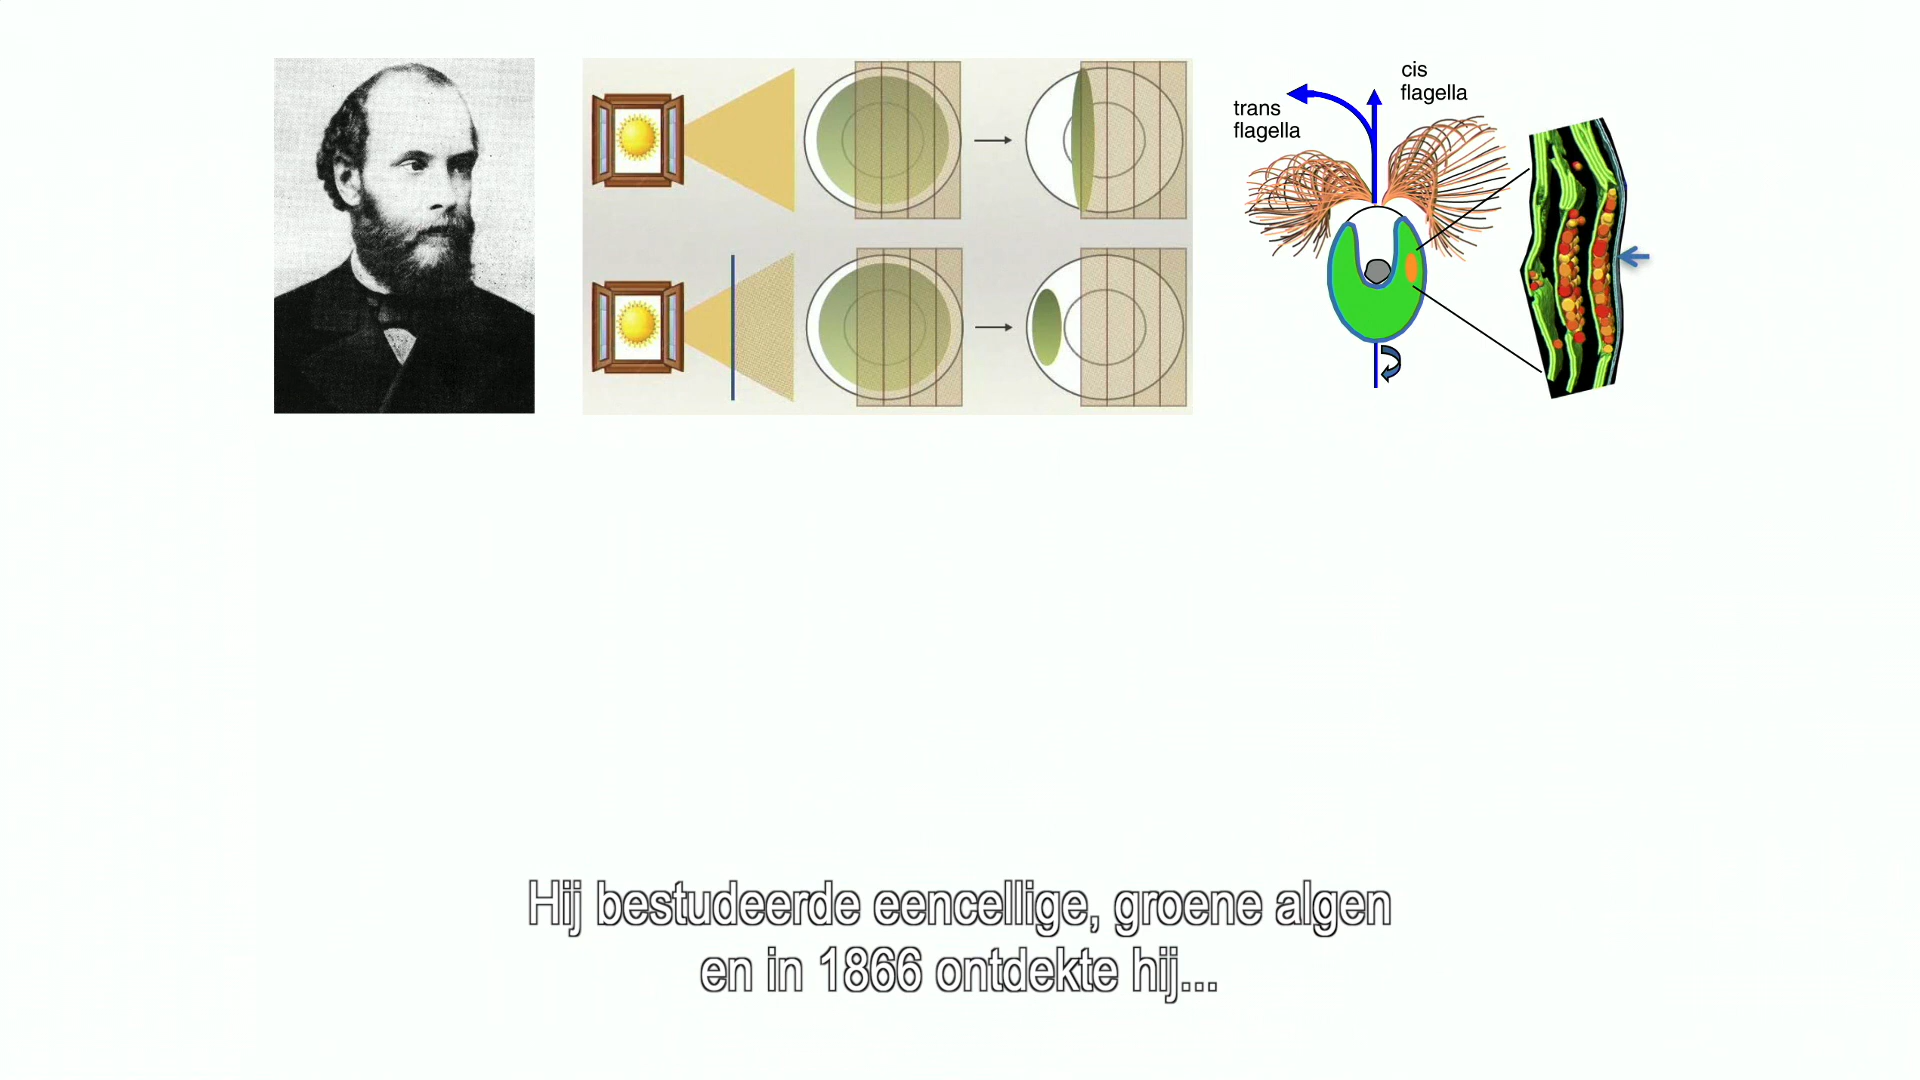 cis
flagella
trans
flagella
Hij bestudeerde eencellige, groene algen
en in 1866 ontdekte hij...